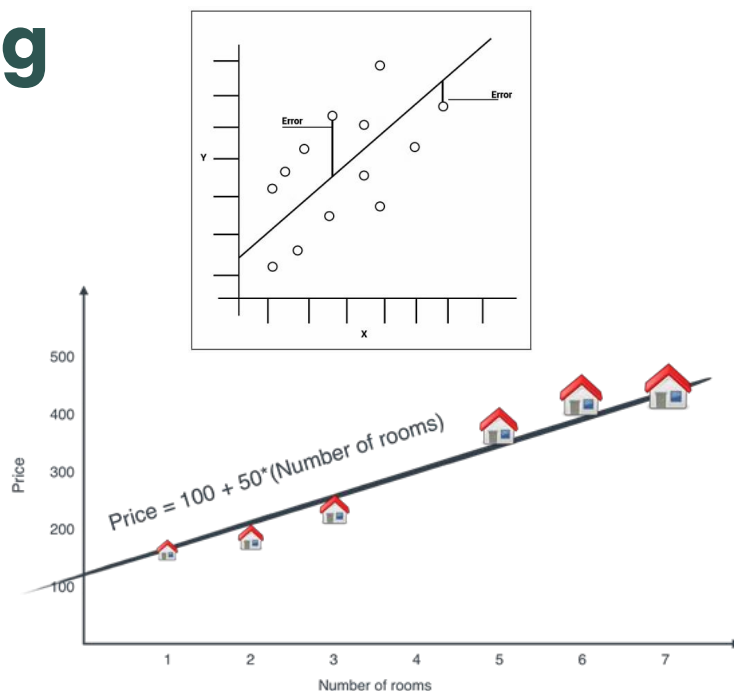 g
Error
Error
Y
X
500
400
300
200
100
Price
Price = 100 + 50*(Number of rooms)
1 2 3 4 5 6 7
Number of rooms